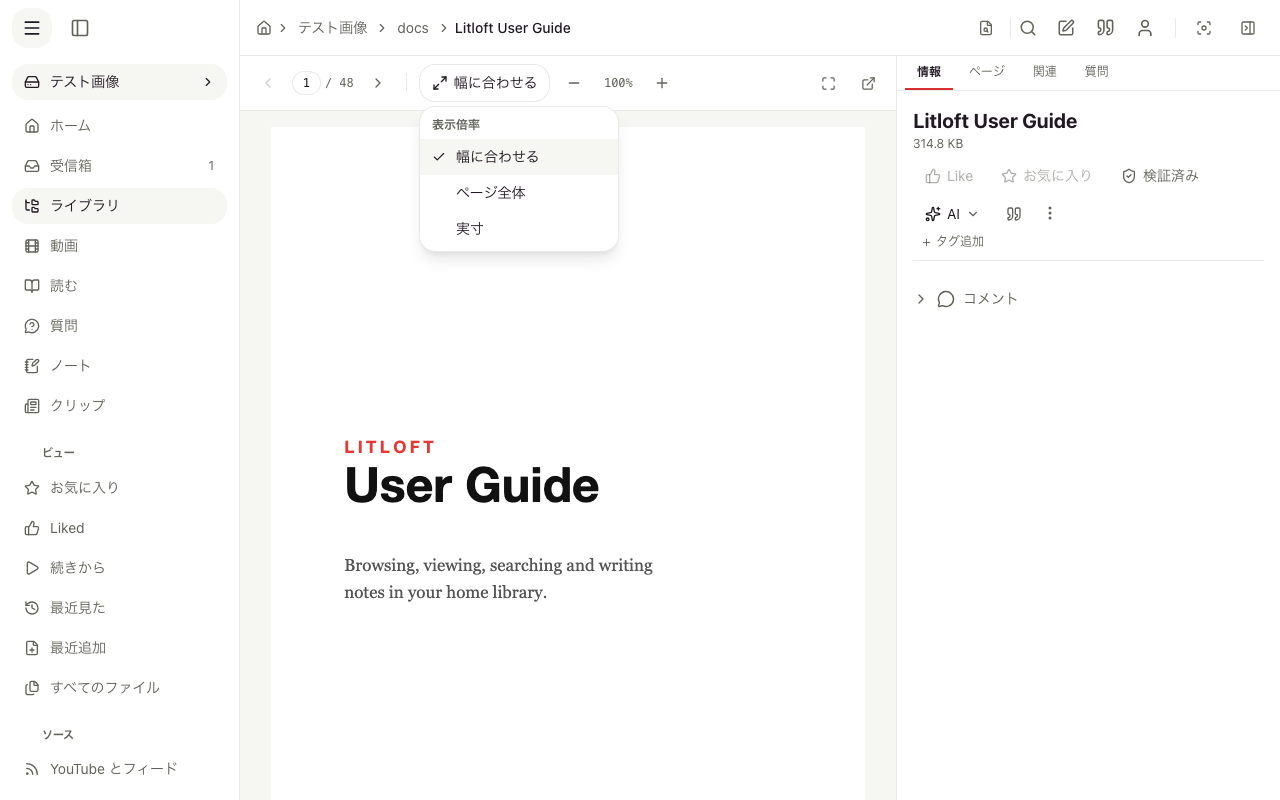 テスト画像
ホーム
受信箱 1
ライブラリ
動画
読む
質問
ノート
クリップ
ビュー
お気に入り
Liked
続きから
最近見た
最近追加
すべてのファイル
ソース
YouTube とフィード
テスト画像 docs Litloft User Guide
1 / 48 幅に合わせる 100%
表示倍率
幅に合わせる
ページ全体
実寸
LITLOFT
User Guide
Browsing, viewing, searching and writing
notes in your home library.
情報 ページ 関連 質問
Litloft User Guide
314.8 KB
Like お気に入り 検証済み
AI
+ タグ追加
コメント